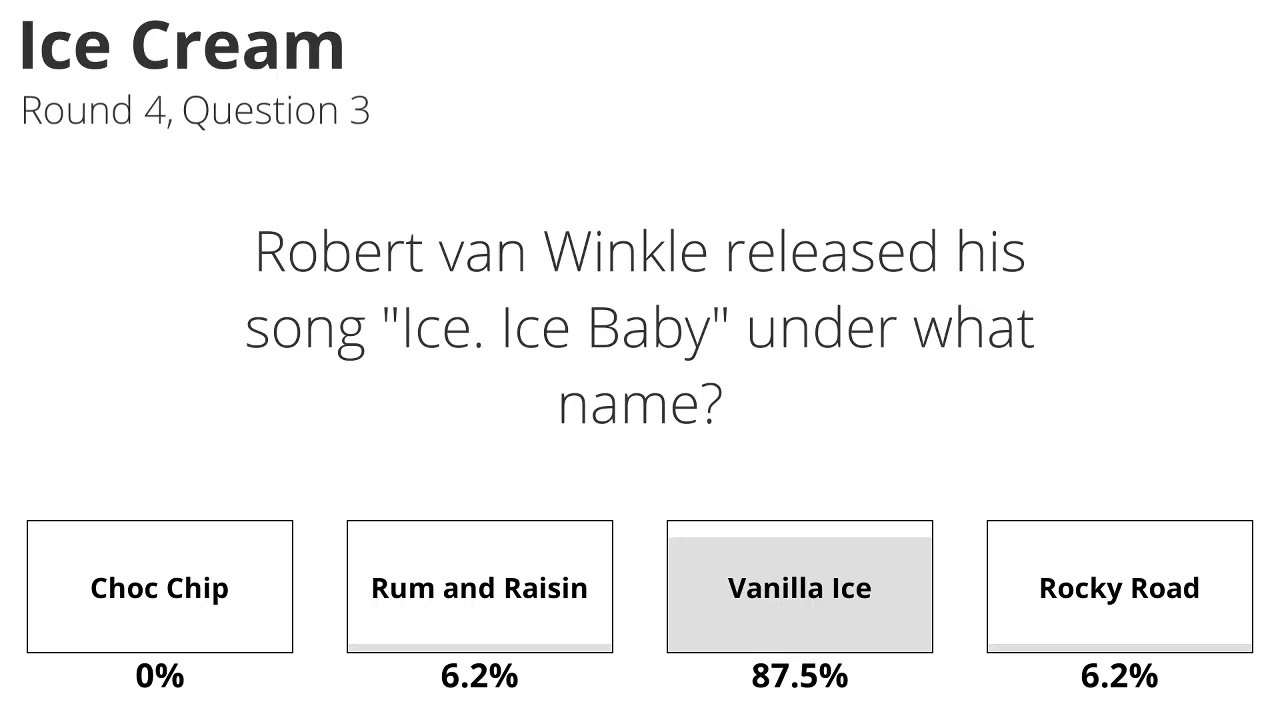 Ice Cream
Round 4, Question 3
Robert van Winkle released his
song "Ice. Ice Baby" under what
name?
Choc Chip
Rum and Raisin
Vanilla Ice
Rocky Road
0%
6.2%
87.5%
6.2%